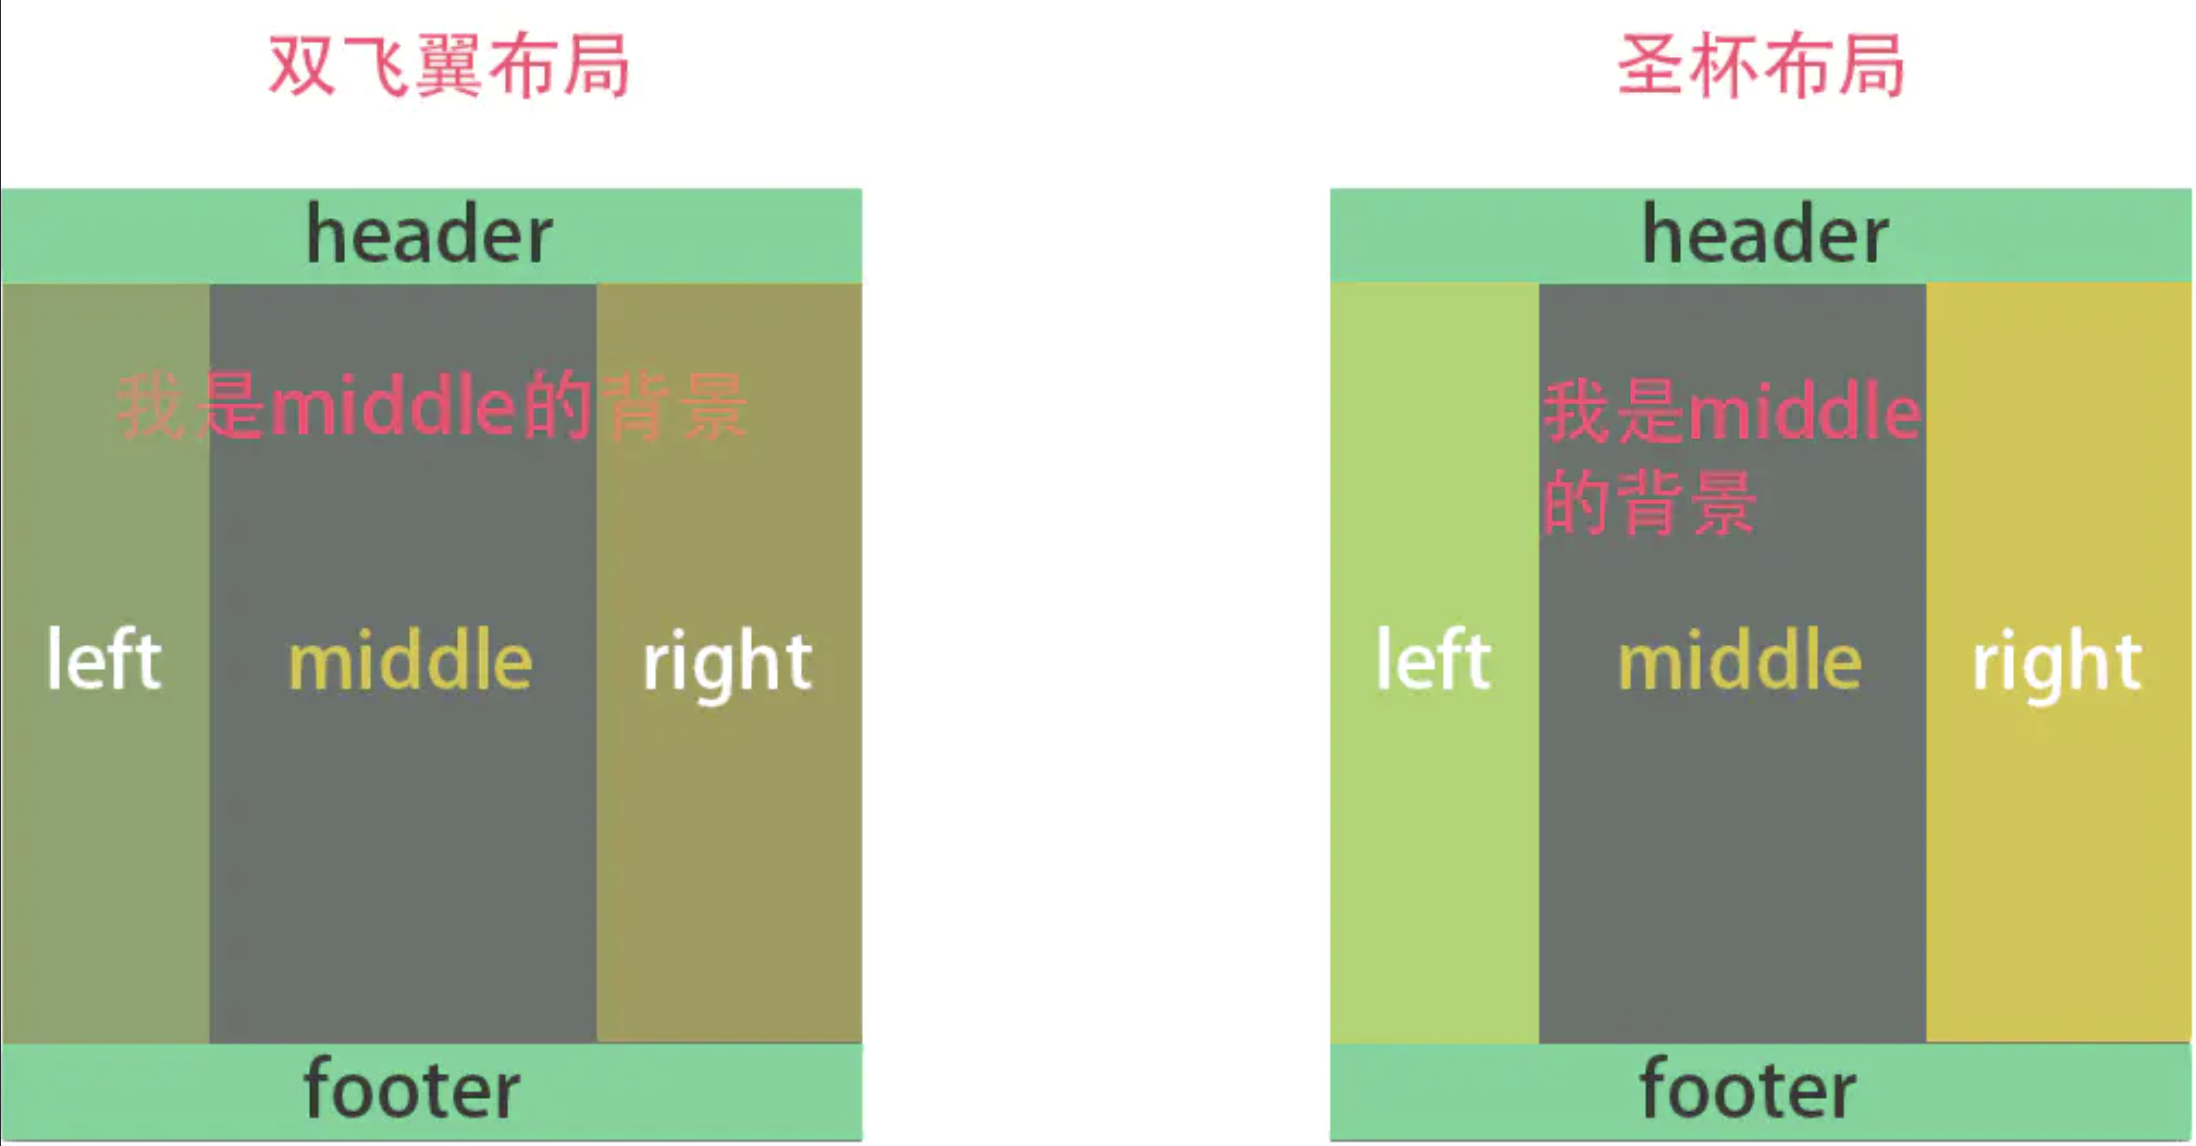 双飞翼布局
header
我是middle的背景
left
middle
right
footer
圣杯布局
header
我是middle
的背景
left
middle
right
footer